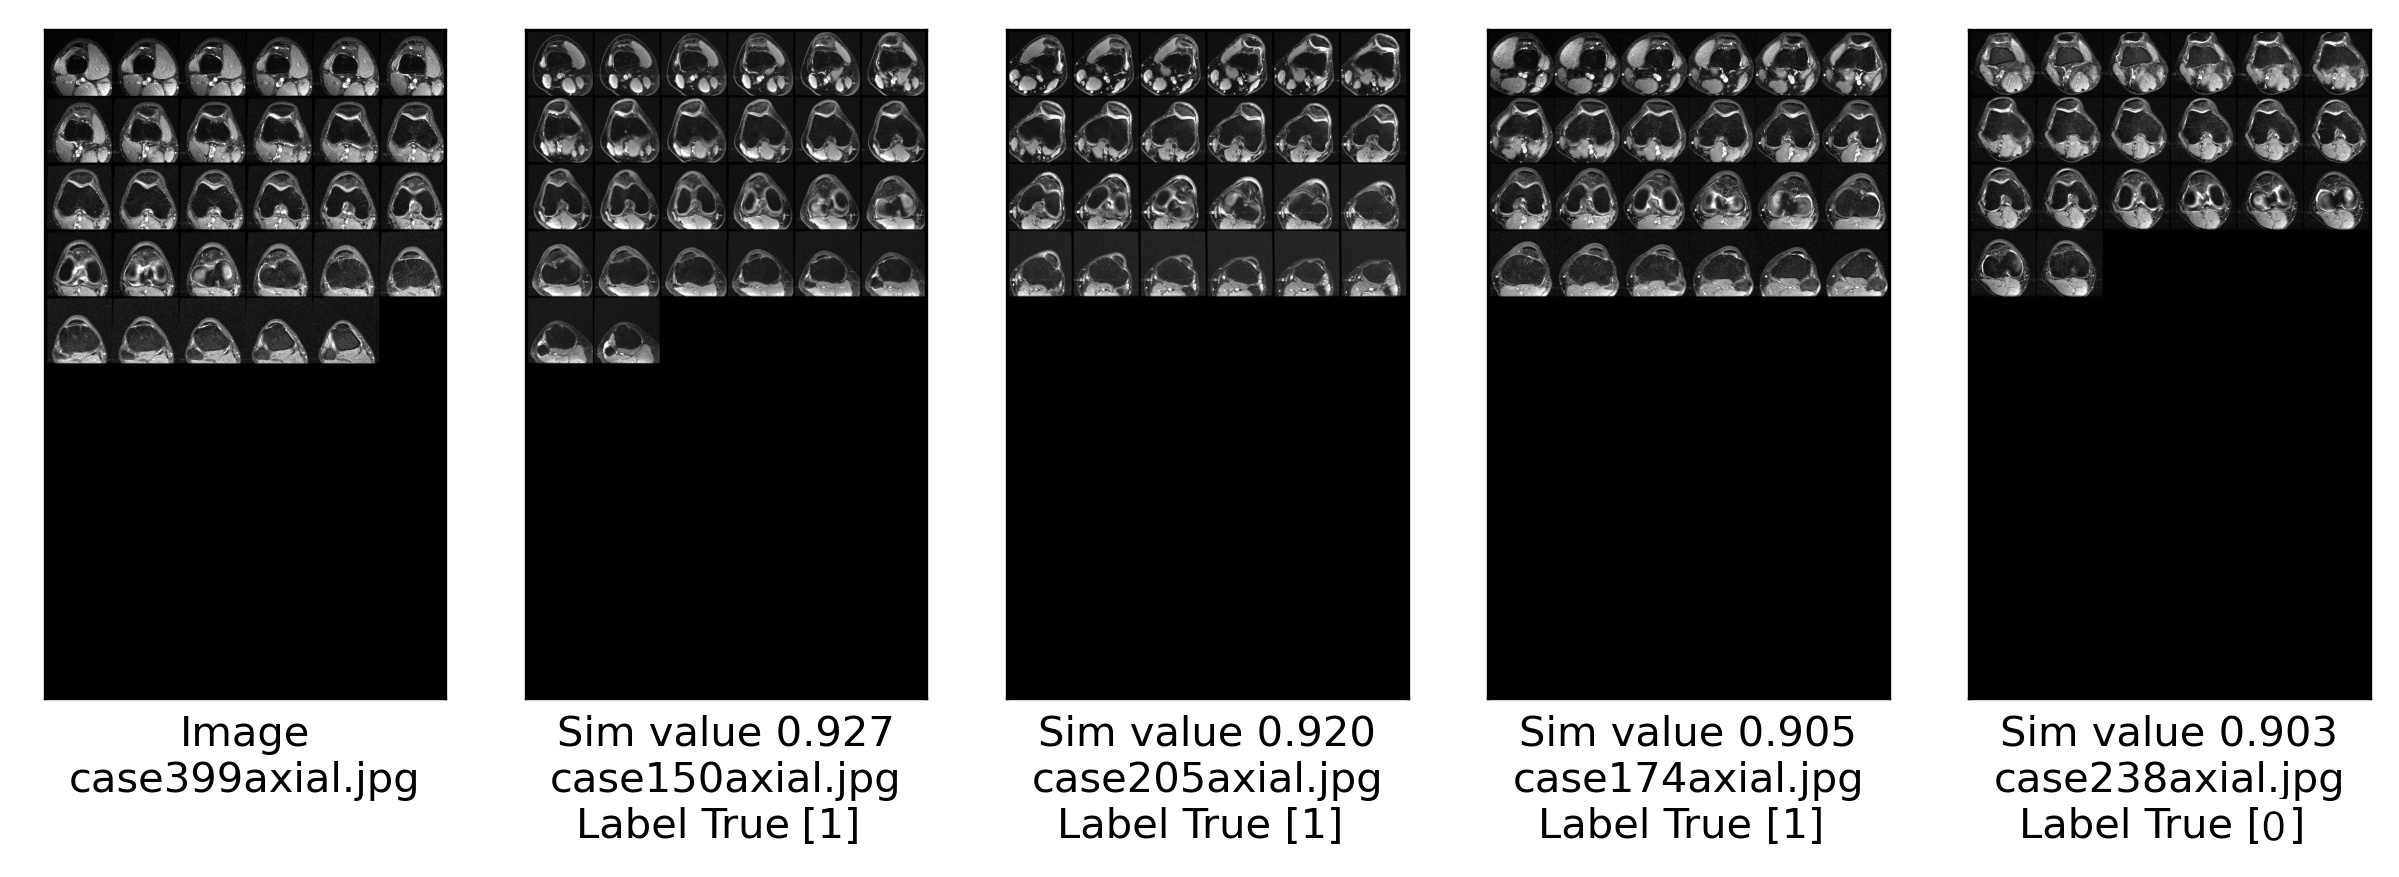 Image
case399axial.jpg
Sim value 0.927
case150axial.jpg
Label True [1]
Sim value 0.920
case205axial.jpg
Label True [1]
Sim value 0.905
case174axial.jpg
Label True [1]
Sim value 0.903
case238axial.jpg
Label True [0]